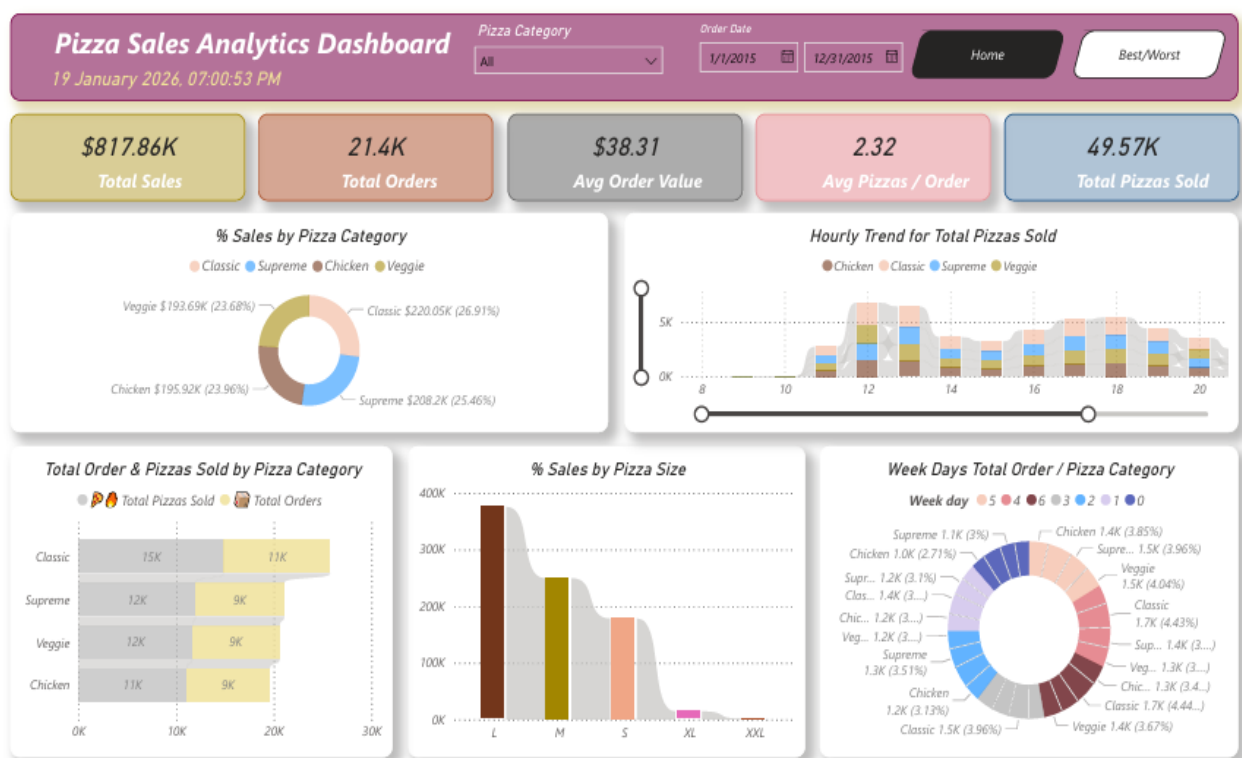 Pizza Sales Analytics Dashboard
19 January 2026, 07:00:53 PM
Pizza Category
All
Order Date
1/1/2015
12/31/2015
Home
Best/Worst
$817.86K
Total Sales
21.4K
Total Orders
$38.31
Avg Order Value
2.32
Avg Pizzas / Order
49.57K
Total Pizzas Sold
% Sales by Pizza Category
Classic Supreme Chicken Veggie
Veggie $193.69K (23.68%)
Classic $220.05K (26.91%)
Chicken $195.92K (23.96%)
Supreme $208.2K (25.46%)
Hourly Trend for Total Pizzas Sold
Chicken Classic Supreme Veggie
5K
0K
8 10 12 14 16 18 20
Total Order & Pizzas Sold by Pizza Category
🍕🔥 Total Pizzas Sold Total Orders
Classic 15K 11K
Supreme 12K 9K
Veggie 12K 9K
Chicken 11K 9K
0K 10K 20K 30K
% Sales by Pizza Size
400K
300K
200K
100K
0K
L M S XL XXL
Week Days Total Order / Pizza Category
Week day 5 4 6 3 2 1 0
Supreme 1.1K (3%)
Chicken 1.4K (3.85%)
Chicken 1.0K (2.71%)
Supre... 1.5K (3.96%)
Supr... 1.2K (3.1%)
Veggie
1.5K (4.04%)
Clas... 1.4K (3....)
Classic
1.7K (4.43%)
Chic... 1.2K (3....)
Veg... 1.2K (3....)
Sup... 1.4K (3....)
Supreme
1.3K (3.51%)
Veg... 1.3K (3....)
Chic... 1.3K (3.4...)
Chicken
1.2K (3.13%)
Classic 1.7K (4.44...)
Classic 1.5K (3.96%)
Veggie 1.4K (3.67%)